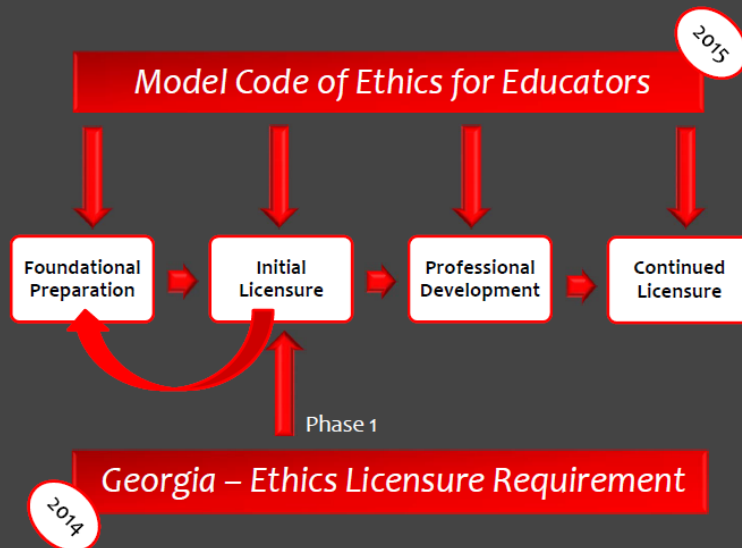 2015
Model Code of Ethics for Educators
Foundational
Preparation
Initial
Licensure
Professional
Development
Continued
Licensure
Phase 1
Georgia – Ethics Licensure Requirement
2014